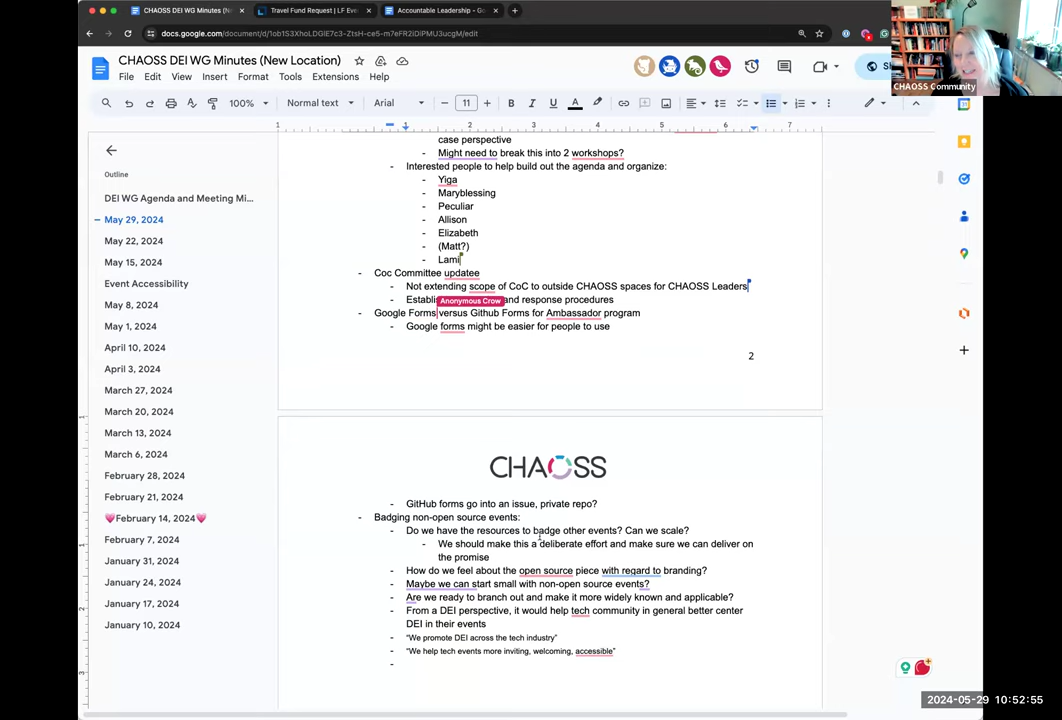 CHAOSS DEI WG Minutes (N
Travel Fund Request | LF Eve
Accountable Leadership - Go
docs.google.com/document/d/1ob1S3XhoLDGIE7c3-ZtsH-ce5-m7eFR2iDiPMU3ucgM/edit
CHAOSS Community
CHAOSS DEI WG Minutes (New Location)
File Edit View Insert Format Tools Extensions Help
100% Normal text Arial 11
1 1 2 3 4 5 6 7
Outline
DEI WG Agenda and Meeting Mi...
May 29, 2024
May 22, 2024
May 15, 2024
Event Accessibility
May 8, 2024
May 1, 2024
April 10, 2024
April 3, 2024
March 27, 2024
March 20, 2024
March 13, 2024
March 6, 2024
February 28, 2024
February 21, 2024
💗February 14, 2024💗
February 7, 2024
January 31, 2024
January 24, 2024
January 17, 2024
January 10, 2024
case perspective
- Might need to break this into 2 workshops?
- Interested people to help build out the agenda and organize:
- Yiga
- Maryblessing
- Peculiar
- Allison
- Elizabeth
- (Matt?)
- Lami
- Coc Committee updatee
- Not extending scope of CoC to outside CHAOSS spaces for CHAOSS Leaders
- Establi Anonymous Crow and response procedures
- Google Forms versus Github Forms for Ambassador program
- Google forms might be easier for people to use
2
CHAOSS
- GitHub forms go into an issue, private repo?
- Badging non-open source events:
- Do we have the resources to badge other events? Can we scale?
- We should make this a deliberate effort and make sure we can deliver on
the promise
- How do we feel about the open source piece with regard to branding?
- Maybe we can start small with non-open source events?
- Are we ready to branch out and make it more widely known and applicable?
- From a DEI perspective, it would help tech community in general better center
DEI in their events
- "We promote DEI across the tech industry"
- "We help tech events more inviting, welcoming, accessible"
-
2024-05-29 10:52:55